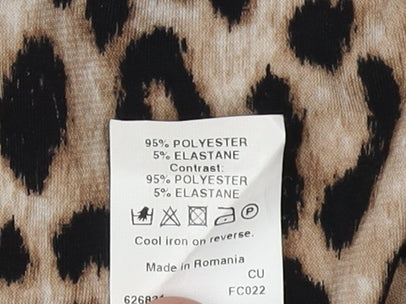 95% POLYESTER
5% ELASTANE
Contrast:
95% POLYESTER
5% ELASTANE
P
Cool iron on reverse.
Made in Romania
CU
FC022